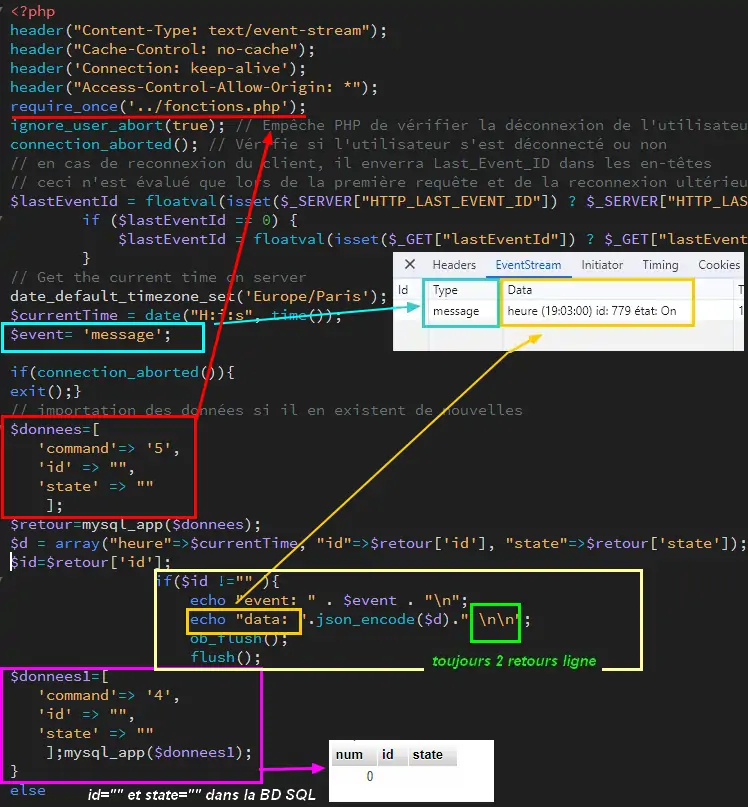 <?php
header("Content-Type: text/event-stream");
header("Cache-Control: no-cache");
header('Connection: keep-alive');
header("Access-Control-Allow-Origin: *");
require_once('../fonctions.php');
ignore_user_abort(true); // Empêche PHP de vérifier la déconnexion de l'utilisateu
connection_aborted(); // Vérifie si l'utilisateur s'est déconnecté ou non
// en cas de reconnexion du client, il enverra Last_Event_ID dans les en-têtes
// ceci n'est évalué que lors de la première requête et de la reconnexion ultérieu
$lastEventId = floatval(isset($_SERVER["HTTP_LAST_EVENT_ID"]) ? $_SERVER["HTTP_LAS
if ($lastEventId == 0) {
$lastEventId = floatval(isset($_GET["lastEventId"]) ? $_GET["lastEvent
}
// Get the current time on server
date_default_timezone_set('Europe/Paris');
$currentTime = date("H:i:s", time());
$event= 'message';
Headers EventStream Initiator Timing Cookies
Id Type Data T
message heure (19:03:00) id: 779 état: On 1
if(connection_aborted()){
exit();}
// importation des données si il en existent de nouvelles
$donnees=[
'command'=> '5',
'id' => "",
'state' => ""
];
$retour=mysql_app($donnees);
$d = array("heure"=>$currentTime, "id"=>$retour['id'], "state"=>$retour['state']);
$id=$retour['id'];
if($id !="" ){
echo "event: " . $event . "\n";
echo "data: ".json_encode($d)." \n\n";
ob_flush();
flush();
toujours 2 retours ligne
$donnees1=[
'command'=> '4',
'id' => "",
'state' => ""
];mysql_app($donnees1);
}
else
id="" et state="" dans la BD SQL
num id state
0